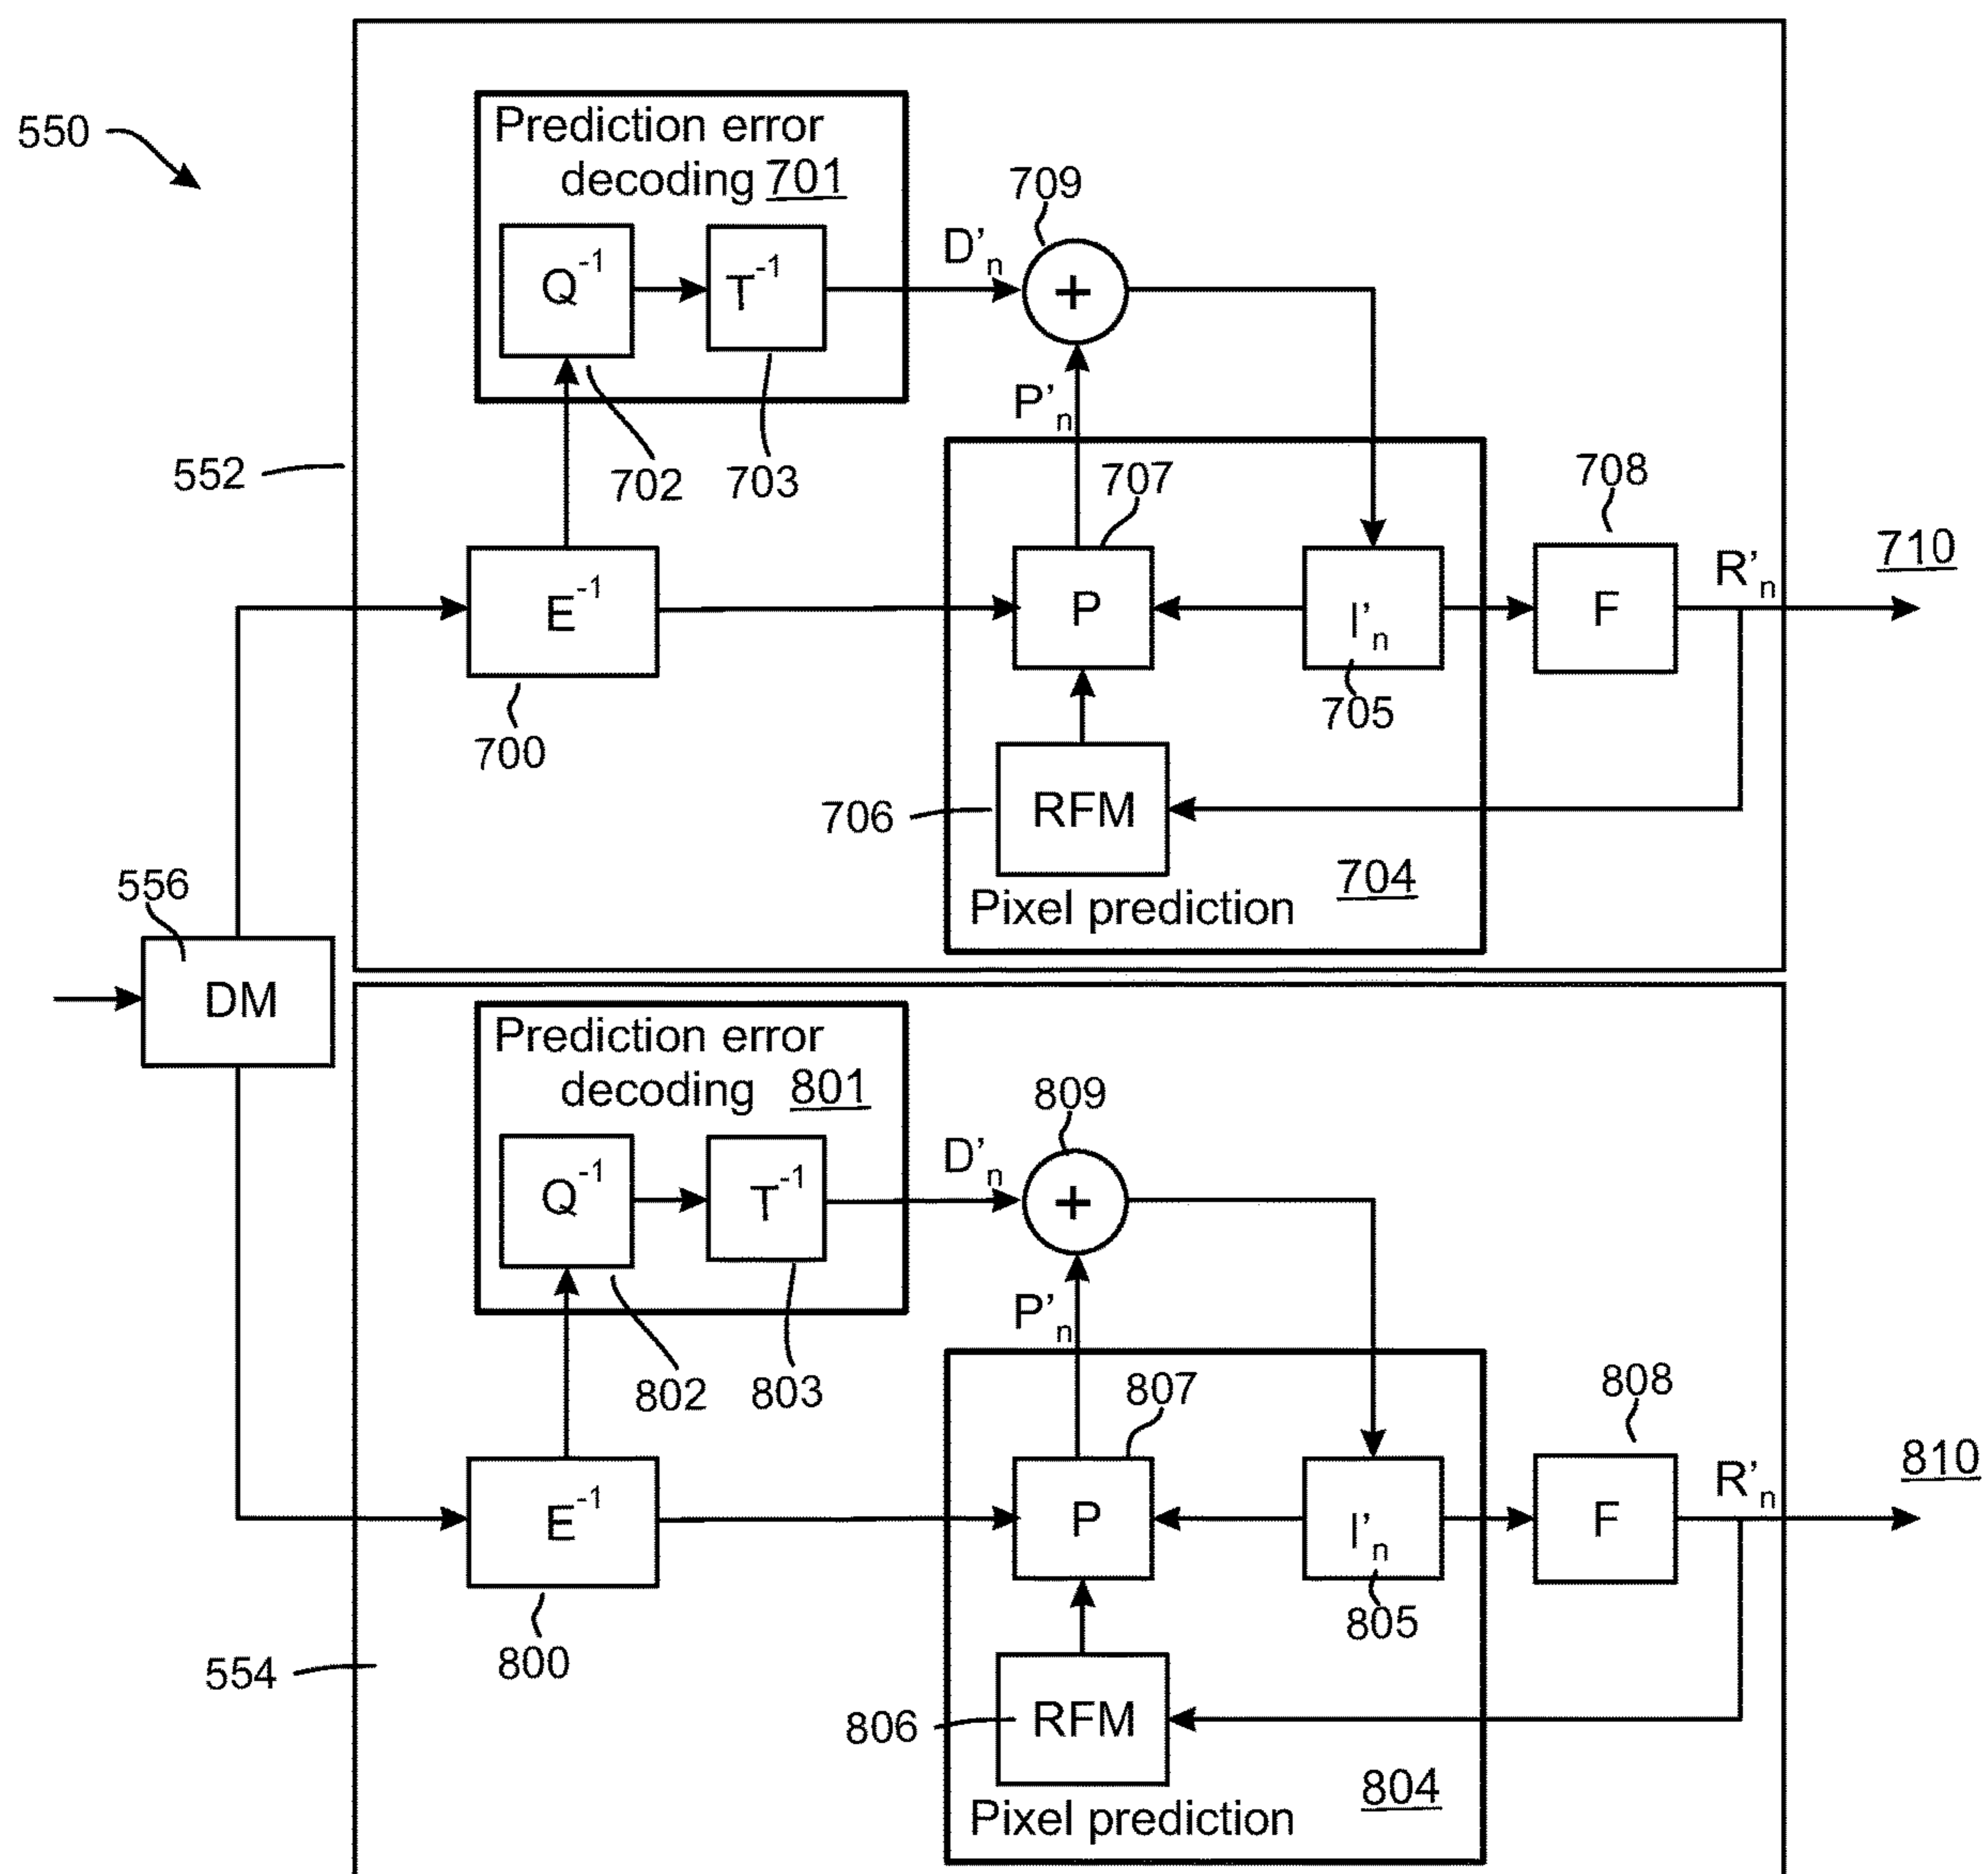 550
Prediction error
decoding 701
Q-1
T-1
D'n
709
+
P'n
552
702
703
707
708
710
E-1
P
I'n
F
R'n
700
705
706
RFM
704
Pixel prediction
556
DM
Prediction error
decoding 801
Q-1
T-1
D'n
809
+
P'n
802
803
807
808
810
E-1
P
I'n
F
R'n
800
805
554
806
RFM
804
Pixel prediction